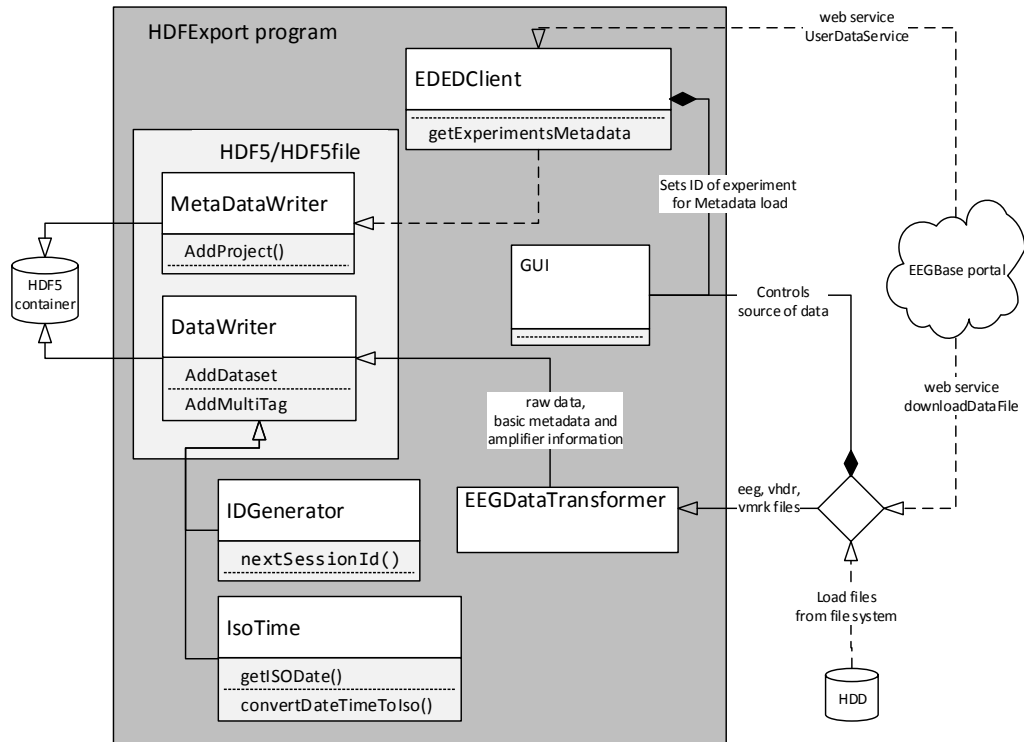 HDFExport program
web service
UserDataService
EDEDClient
getExperimentsMetadata
HDF5/HDF5file
MetaDataWriter
AddProject()
Sets ID of experiment
for Metadata load
HDF5
container
GUI
EEGBase portal
Controls
source of data
DataWriter
AddDataset
AddMultiTag
raw data,
basic metadata and
amplifier information
web service
downloadDataFile
IDGenerator
nextSessionId()
EEGDataTransformer
eeg, vhdr,
vmrk files
IsoTime
getISODate()
convertDateTimeToIso()
Load files
from file system
HDD